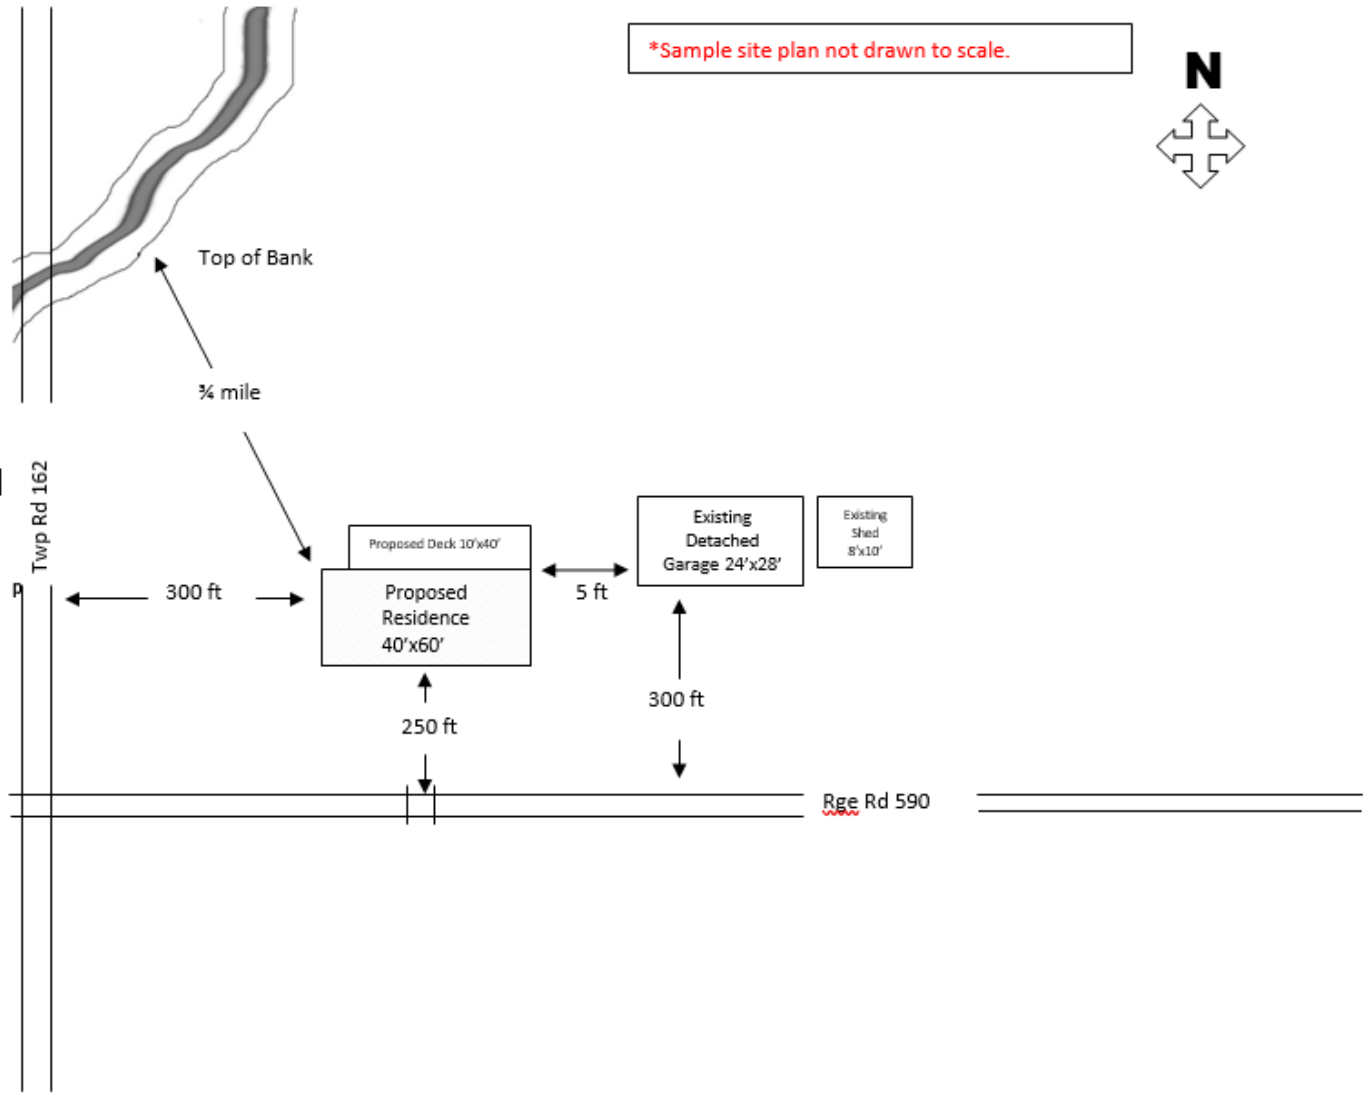 *Sample site plan not drawn to scale.
N
Top of Bank
¾ mile
Twp Rd 162
Proposed Deck 10'x40'
Existing
Detached
Garage 24'x28'
Existing
Shed
8'x10'
300 ft
Proposed
Residence
40'x60'
5 ft
250 ft
300 ft
Rge Rd 590
p